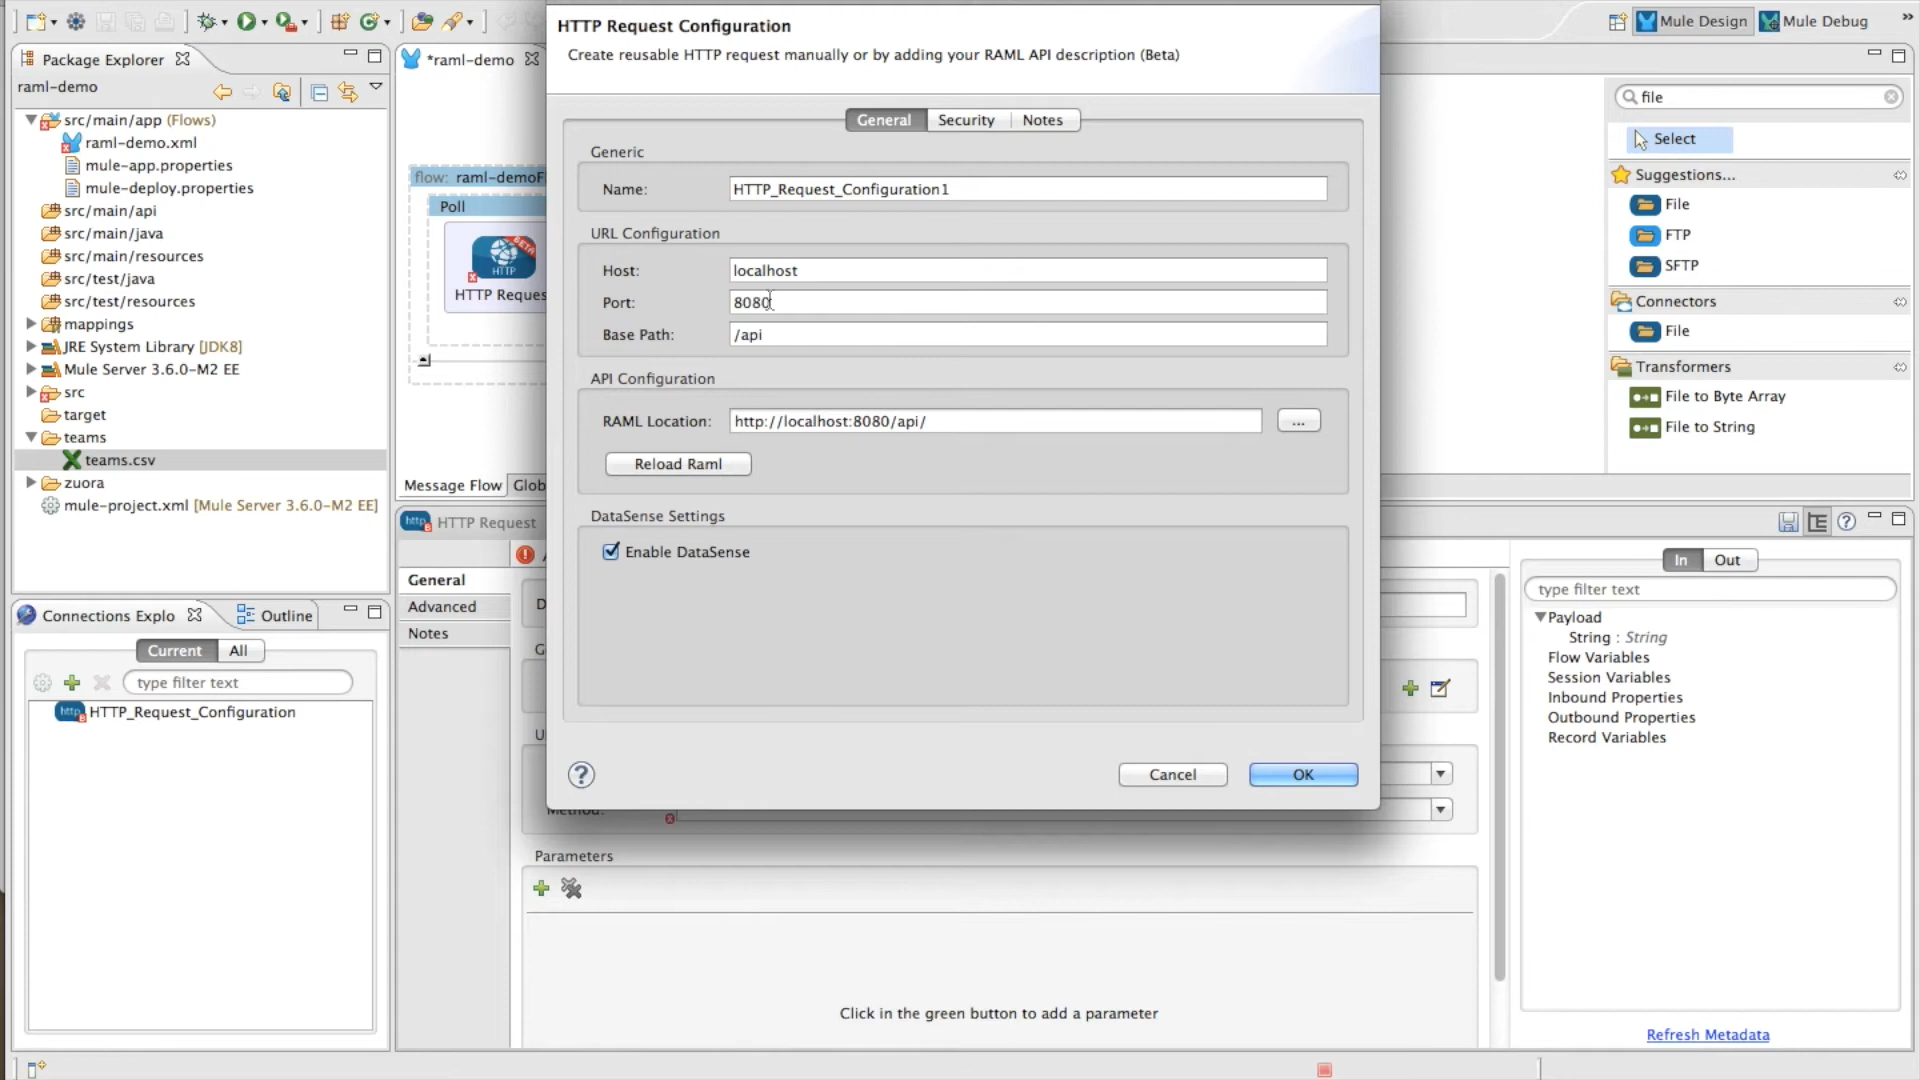 Mule Design
Mule Debug
»
Package Explorer
raml-demo
src/main/app (Flows)
raml-demo.xml
mule-app.properties
mule-deploy.properties
src/main/api
src/main/java
src/main/resources
src/test/java
src/test/resources
mappings
JRE System Library [JDK8]
Mule Server 3.6.0-M2 EE
src
target
teams
teams.csv
zuora
mule-project.xml [Mule Server 3.6.0-M2 EE]
Connections Explo
Outline
Current
All
type filter text
HTTP_Request_Configuration
*raml-demo
flow: raml-demoF
Poll
BETA
HTTP
HTTP Reques
Message Flow
Glob
HTTP Request
General
Advanced
Notes
HTTP Request Configuration
Create reusable HTTP request manually or by adding your RAML API description (Beta)
General
Security
Notes
Generic
Name:
HTTP_Request_Configuration1
URL Configuration
Host:
localhost
Port:
8080
Base Path:
/api
API Configuration
RAML Location:
http://localhost:8080/api/
...
Reload Raml
DataSense Settings
Enable DataSense
?
Cancel
OK
Method:
Parameters
Click in the green button to add a parameter
file
Select
Suggestions...
File
FTP
SFTP
Connectors
File
Transformers
File to Byte Array
File to String
In
Out
type filter text
Payload
String : String
Flow Variables
Session Variables
Inbound Properties
Outbound Properties
Record Variables
Refresh Metadata